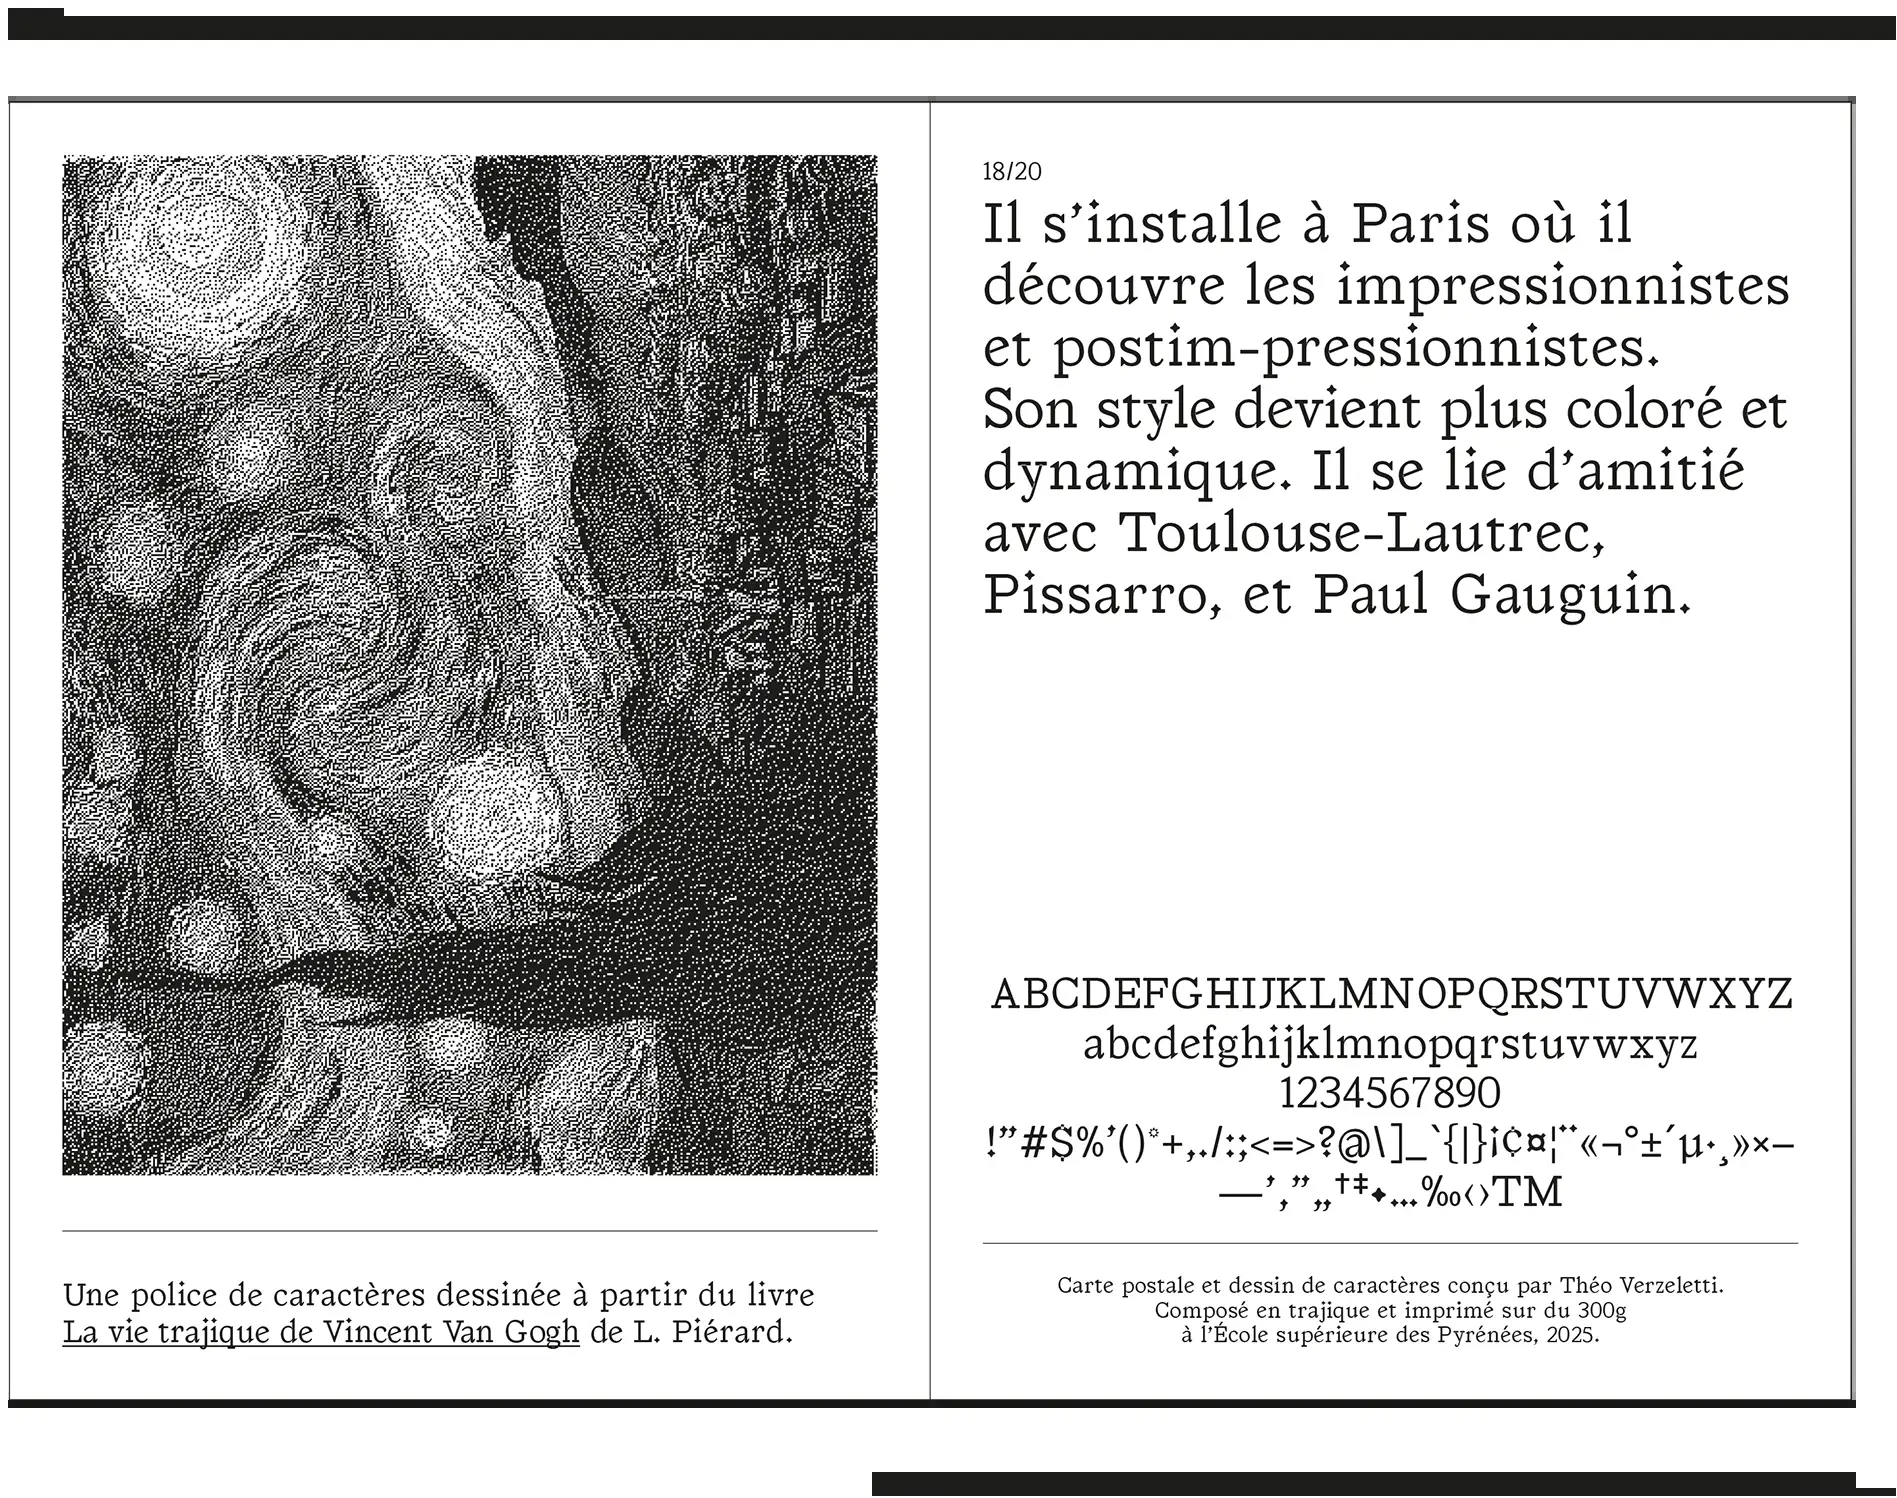 18/20
Il s’installe à Paris où il
découvre les impressionnistes
et postim-pressionnistes.
Son style devient plus coloré et
dynamique. Il se lie d’amitié
avec Toulouse-Lautrec,
Pissarro, et Paul Gauguin.
ABCDEFGHIJKLMNOPQRSTUVWXYZ
abcdefghijklmnopqrstuvwxyz
1234567890
!”#$%’()*+,./:;<=>?@\]_`{|}¡¢¤¦¨«¬°±´µ·¸»×–
—’‚”„†‡•…‰‹›TM
Une police de caractères dessinée à partir du livre
La vie trajique de Vincent Van Gogh de L. Piérard.
Carte postale et dessin de caractères conçu par Théo Verzeletti.
Composé en trajique et imprimé sur du 300g
à l’École supérieure des Pyrénées, 2025.